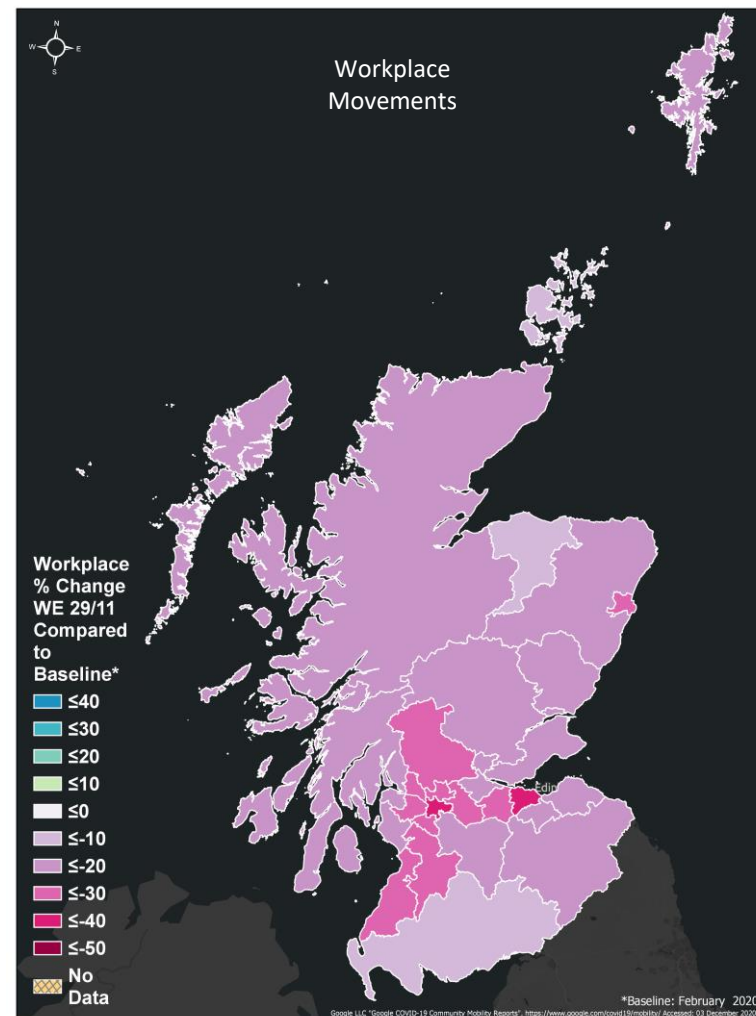 N
W E
S
Workplace
Movements
Workplace
% Change
WE 29/11
Compared
to
Baseline*
≤40
≤30
≤20
≤10
≤0
≤-10
≤-20
≤-30
≤-40
≤-50
No
Data
Edin
*Baseline: February 2020
Google LLC "Google COVID-19 Community Mobility Reports". https://www.google.com/covid19/mobility/ Accessed: 03 December 2020